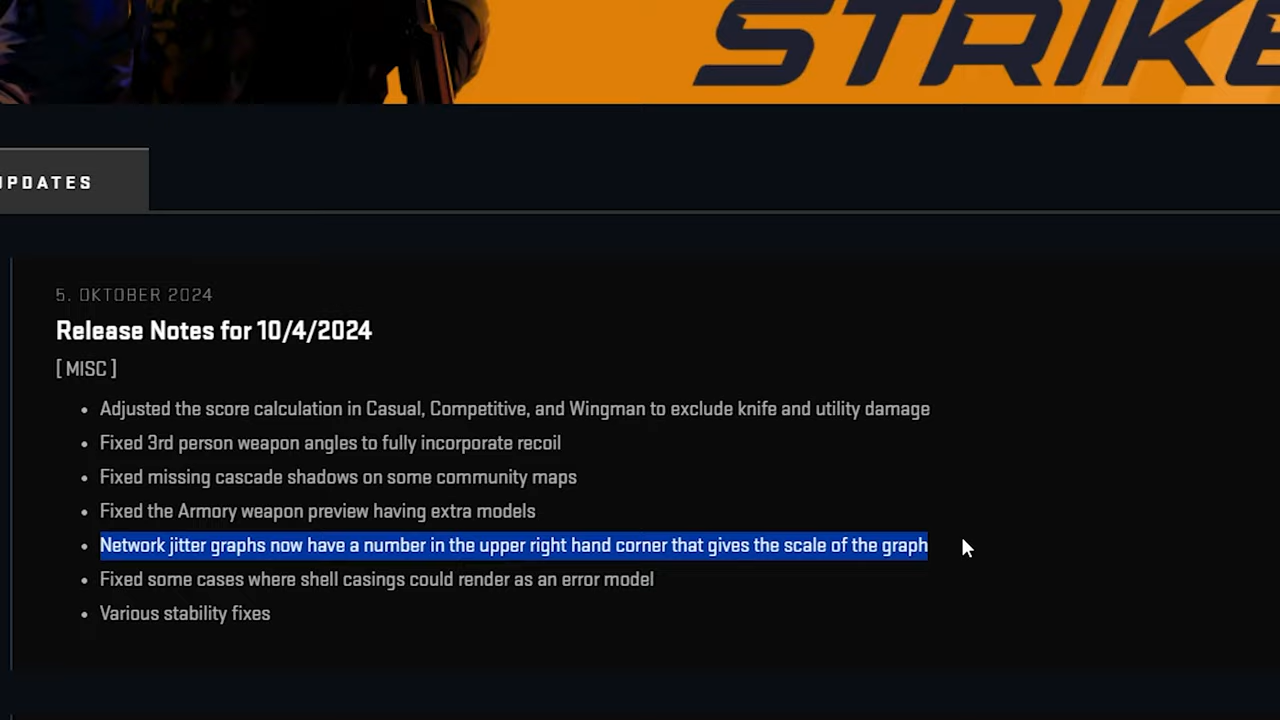 STRIKE
UPDATES
5. OKTOBER 2024
Release Notes for 10/4/2024
[ MISC ]
• Adjusted the score calculation in Casual, Competitive, and Wingman to exclude knife and utility damage
• Fixed 3rd person weapon angles to fully incorporate recoil
• Fixed missing cascade shadows on some community maps
• Fixed the Armory weapon preview having extra models
• Network jitter graphs now have a number in the upper right hand corner that gives the scale of the graph
• Fixed some cases where shell casings could render as an error model
• Various stability fixes